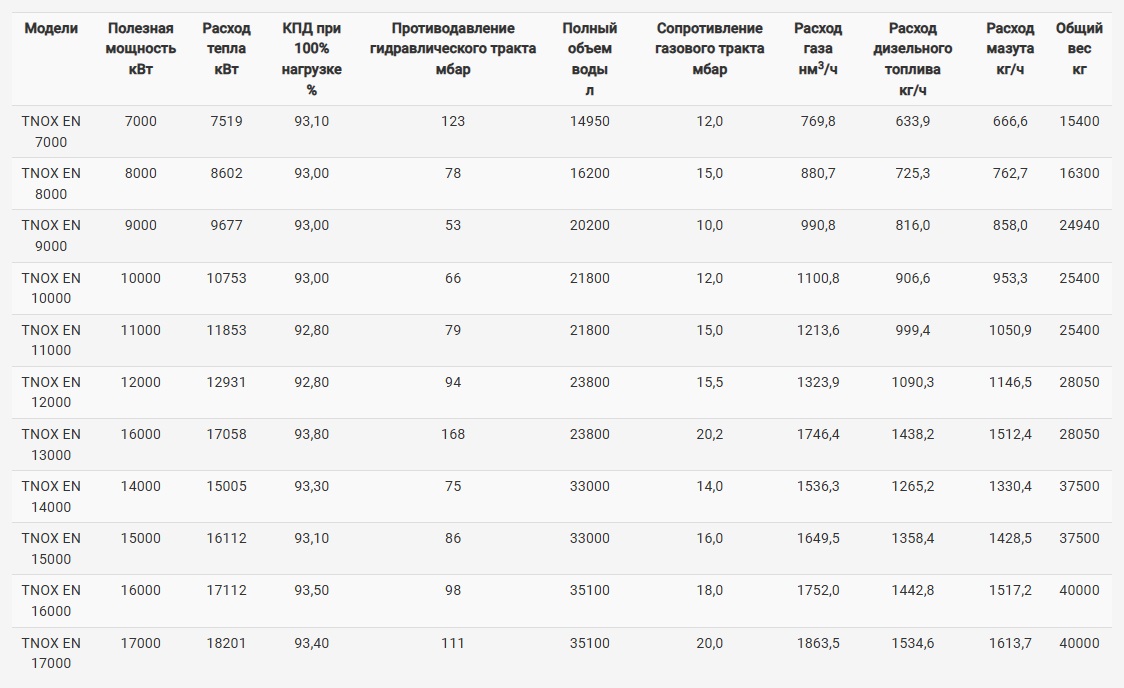 Модели Полезная мощность кВт Расход тепла кВт КПД при 100% нагрузке % Противодавление гидравлического тракта мбар Полный объем воды л Сопротивление газового тракта мбар Расход газа нм³/ч Расход дизельного топлива кг/ч Расход мазута кг/ч Общий вес кг
TNOX EN 7000 7000 7519 93,10 123 14950 12,0 769,8 633,9 666,6 15400
TNOX EN 8000 8000 8602 93,00 78 16200 15,0 880,7 725,3 762,7 16300
TNOX EN 9000 9000 9677 93,00 53 20200 10,0 990,8 816,0 858,0 24940
TNOX EN 10000 10000 10753 93,00 66 21800 12,0 1100,8 906,6 953,3 25400
TNOX EN 11000 11000 11853 92,80 79 21800 15,0 1213,6 999,4 1050,9 25400
TNOX EN 12000 12000 12931 92,80 94 23800 15,5 1323,9 1090,3 1146,5 28050
TNOX EN 13000 16000 17058 93,80 168 23800 20,2 1746,4 1438,2 1512,4 28050
TNOX EN 14000 14000 15005 93,30 75 33000 14,0 1536,3 1265,2 1330,4 37500
TNOX EN 15000 15000 16112 93,10 86 33000 16,0 1649,5 1358,4 1428,5 37500
TNOX EN 16000 16000 17112 93,50 98 35100 18,0 1752,0 1442,8 1517,2 40000
TNOX EN 17000 17000 18201 93,40 111 35100 20,0 1863,5 1534,6 1613,7 40000